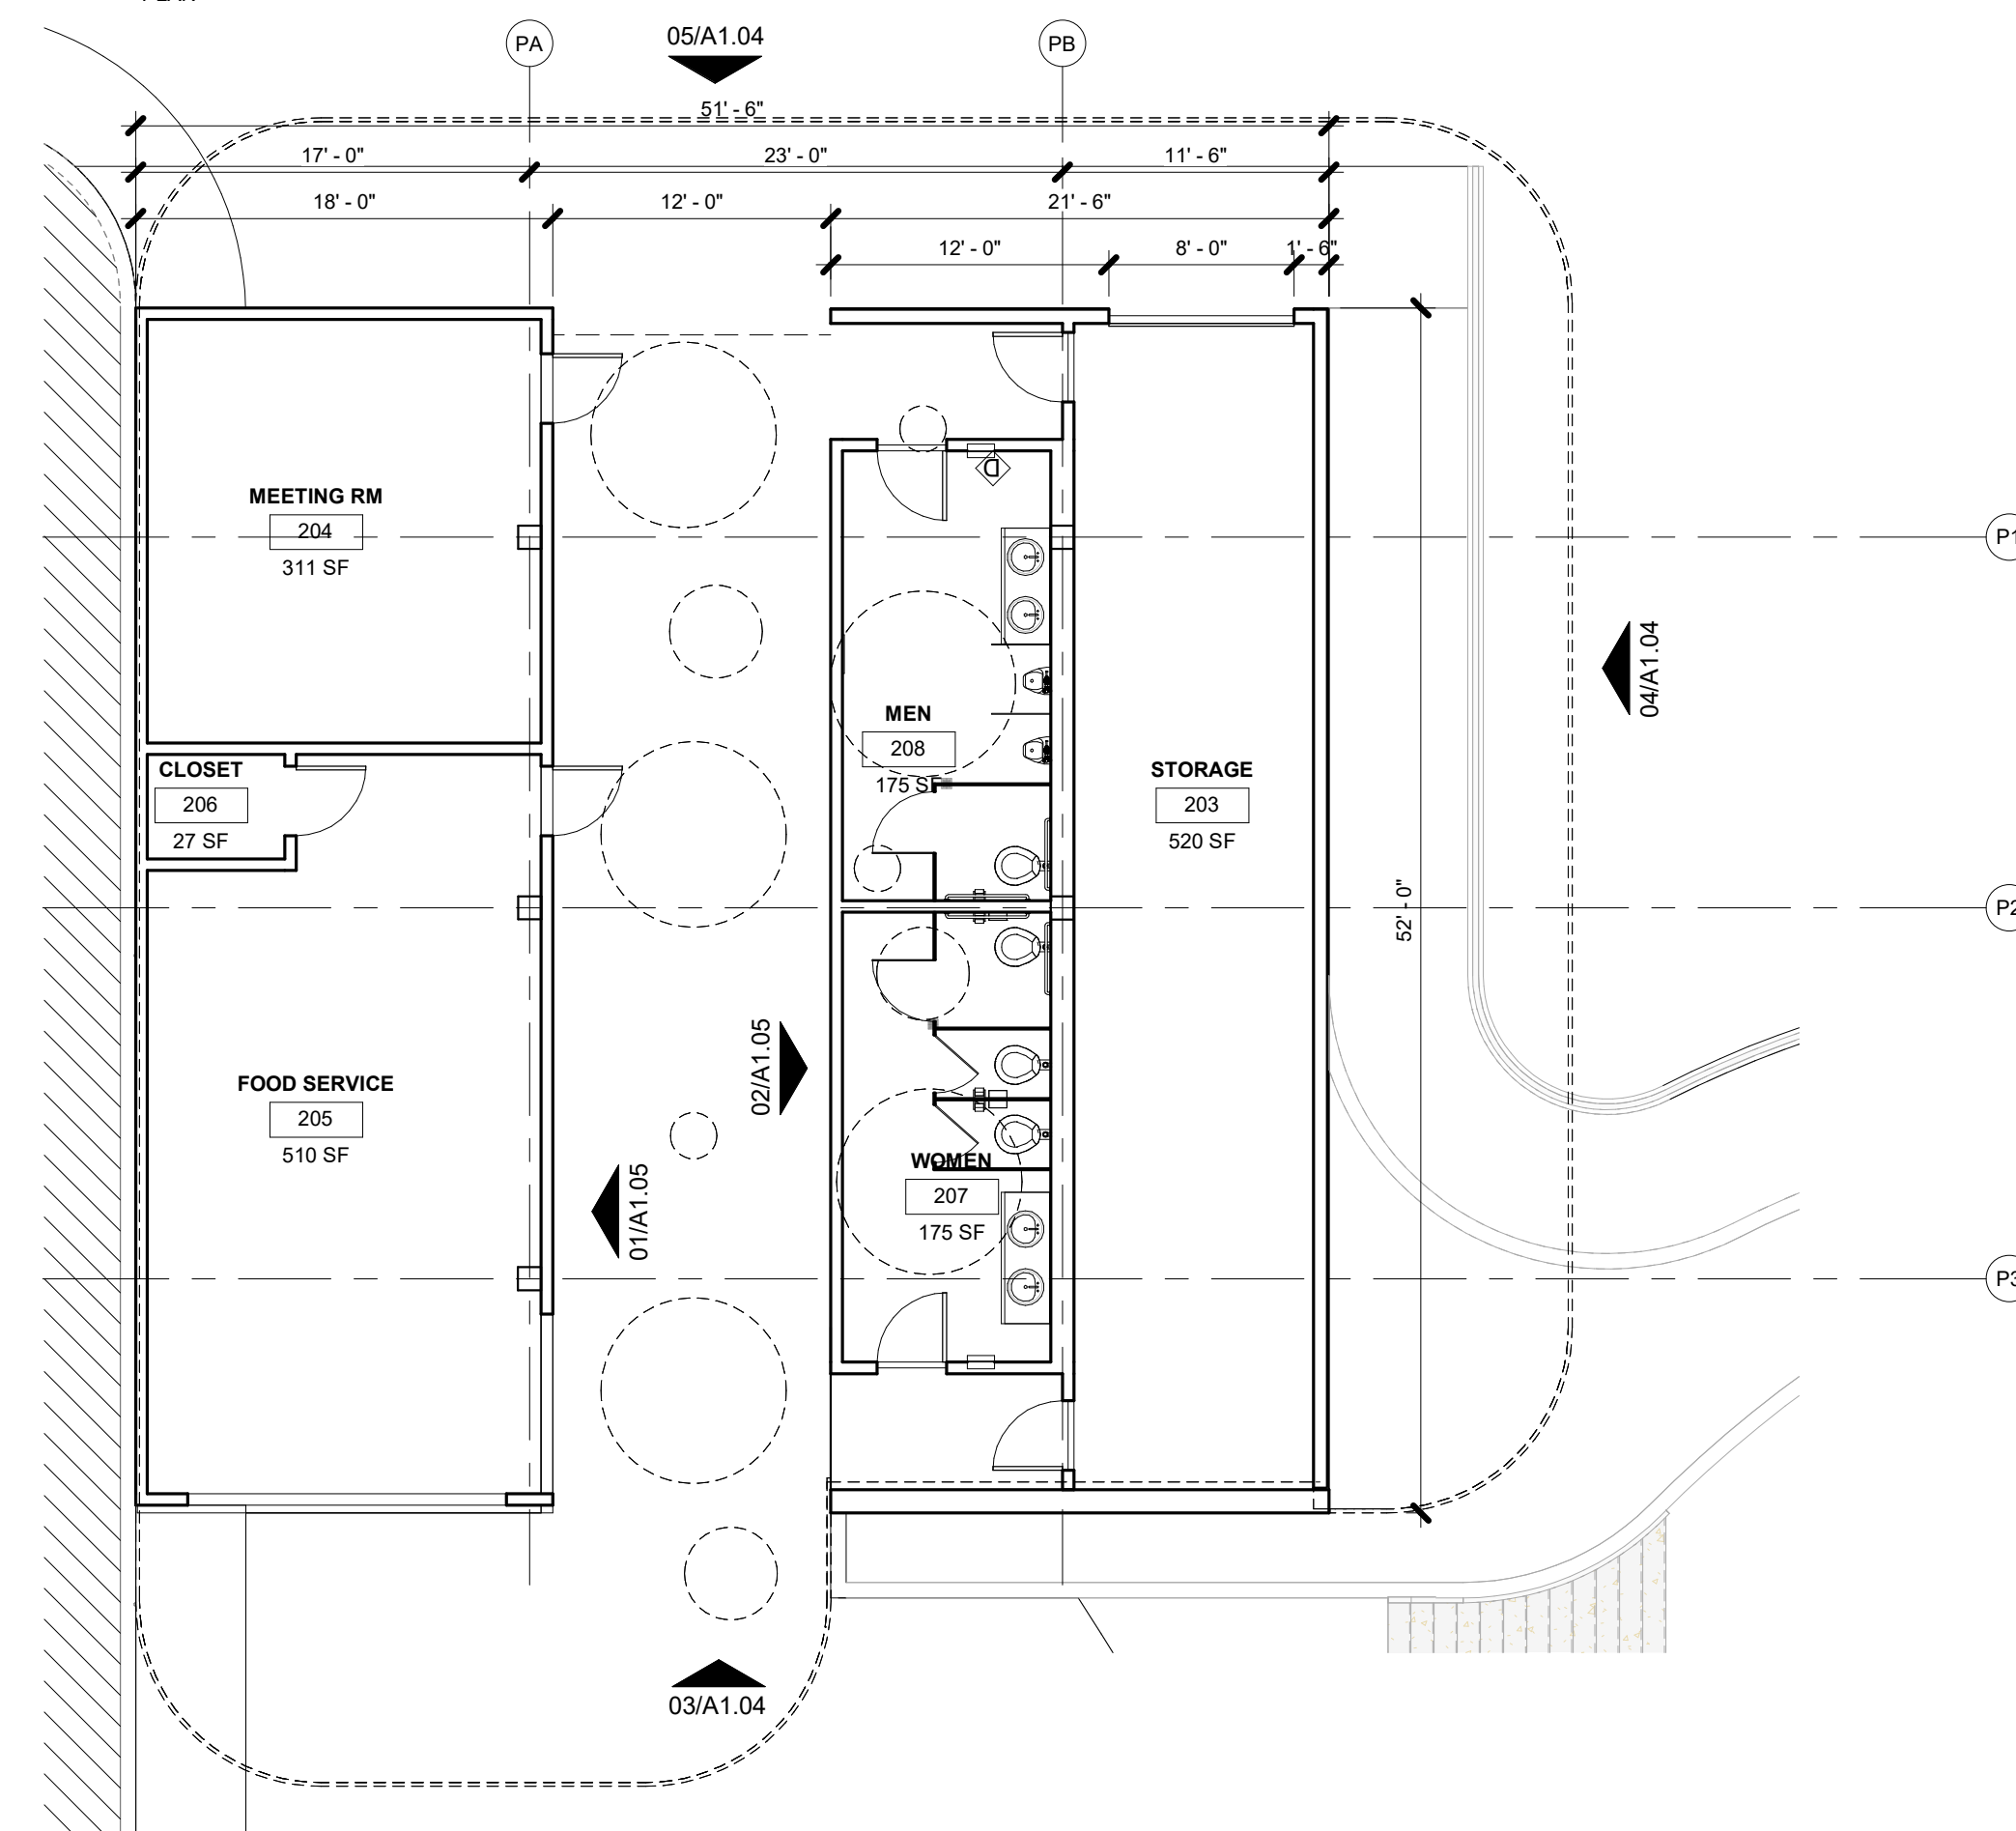 PA
05/A1.04
PB
51' - 6"
17' - 0"
23' - 0"
11' - 6"
18' - 0"
12' - 0"
21' - 6"
12' - 0"
8' - 0"
1' - 6"
D
MEETING RM
204
311 SF
P1
04/A1.04
MEN
208
175 SF
CLOSET
206
27 SF
STORAGE
203
520 SF
52' - 0"
P2
02/A1.05
FOOD SERVICE
205
510 SF
01/A1.05
WOMEN
207
175 SF
P3
03/A1.04